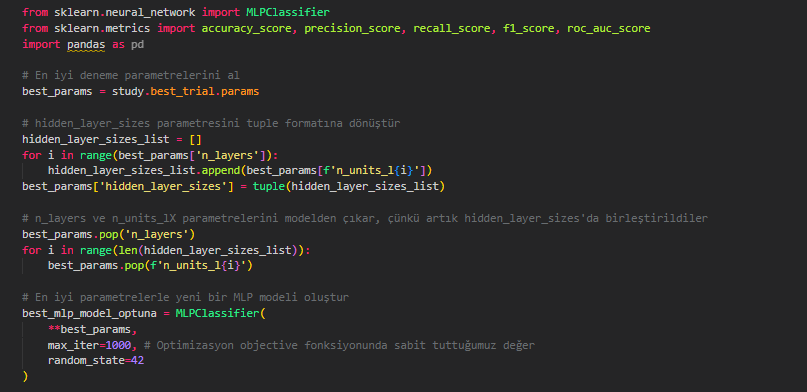 from sklearn.neural_network import MLPClassifier
from sklearn.metrics import accuracy_score, precision_score, recall_score, f1_score, roc_auc_score
import pandas as pd
# En iyi deneme parametrelerini al
best_params = study.best_trial.params
# hidden_layer_sizes parametresini tuple formatına dönüştür
hidden_layer_sizes_list = []
for i in range(best_params['n_layers']):
    hidden_layer_sizes_list.append(best_params[f'n_units_l{i}'])
best_params['hidden_layer_sizes'] = tuple(hidden_layer_sizes_list)
# n_layers ve n_units_lX parametrelerini modelden çıkar, çünkü artık hidden_layer_sizes'da birleştirildiler
best_params.pop('n_layers')
for i in range(len(hidden_layer_sizes_list)):
    best_params.pop(f'n_units_l{i}')
# En iyi parametrelerle yeni bir MLP modeli oluştur
best_mlp_model_optuna = MLPClassifier(
    **best_params,
    max_iter=1000, # Optimizasyon objective fonksiyonunda sabit tuttuğumuz değer
    random_state=42
)